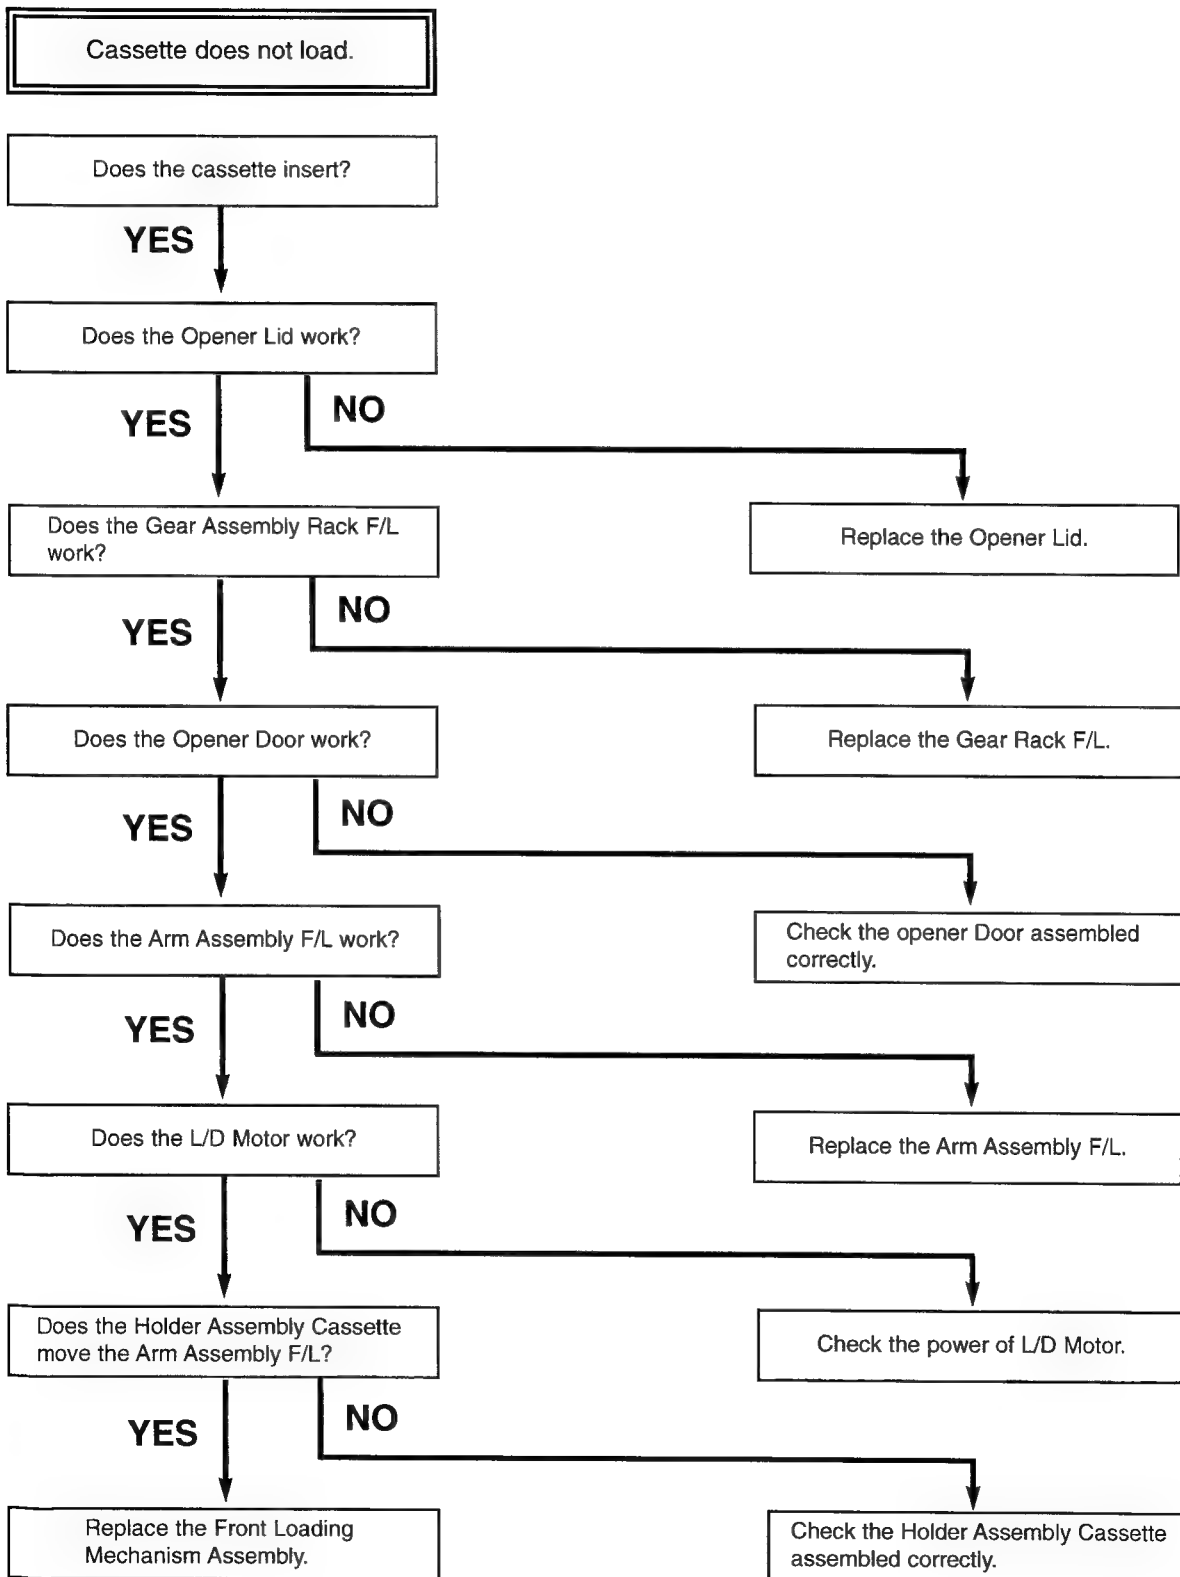 Cassette does not load.
Does the cassette insert?
YES
Does the Opener Lid work?
YES
NO
Does the Gear Assembly Rack F/L
work?
Replace the Opener Lid.
YES
NO
Does the Opener Door work?
Replace the Gear Rack F/L.
YES
NO
Does the Arm Assembly F/L work?
Check the opener Door assembled
correctly.
YES
NO
Does the L/D Motor work?
Replace the Arm Assembly F/L.
YES
NO
Does the Holder Assembly Cassette
move the Arm Assembly F/L?
Check the power of L/D Motor.
YES
NO
Replace the Front Loading
Mechanism Assembly.
Check the Holder Assembly Cassette
assembled correctly.